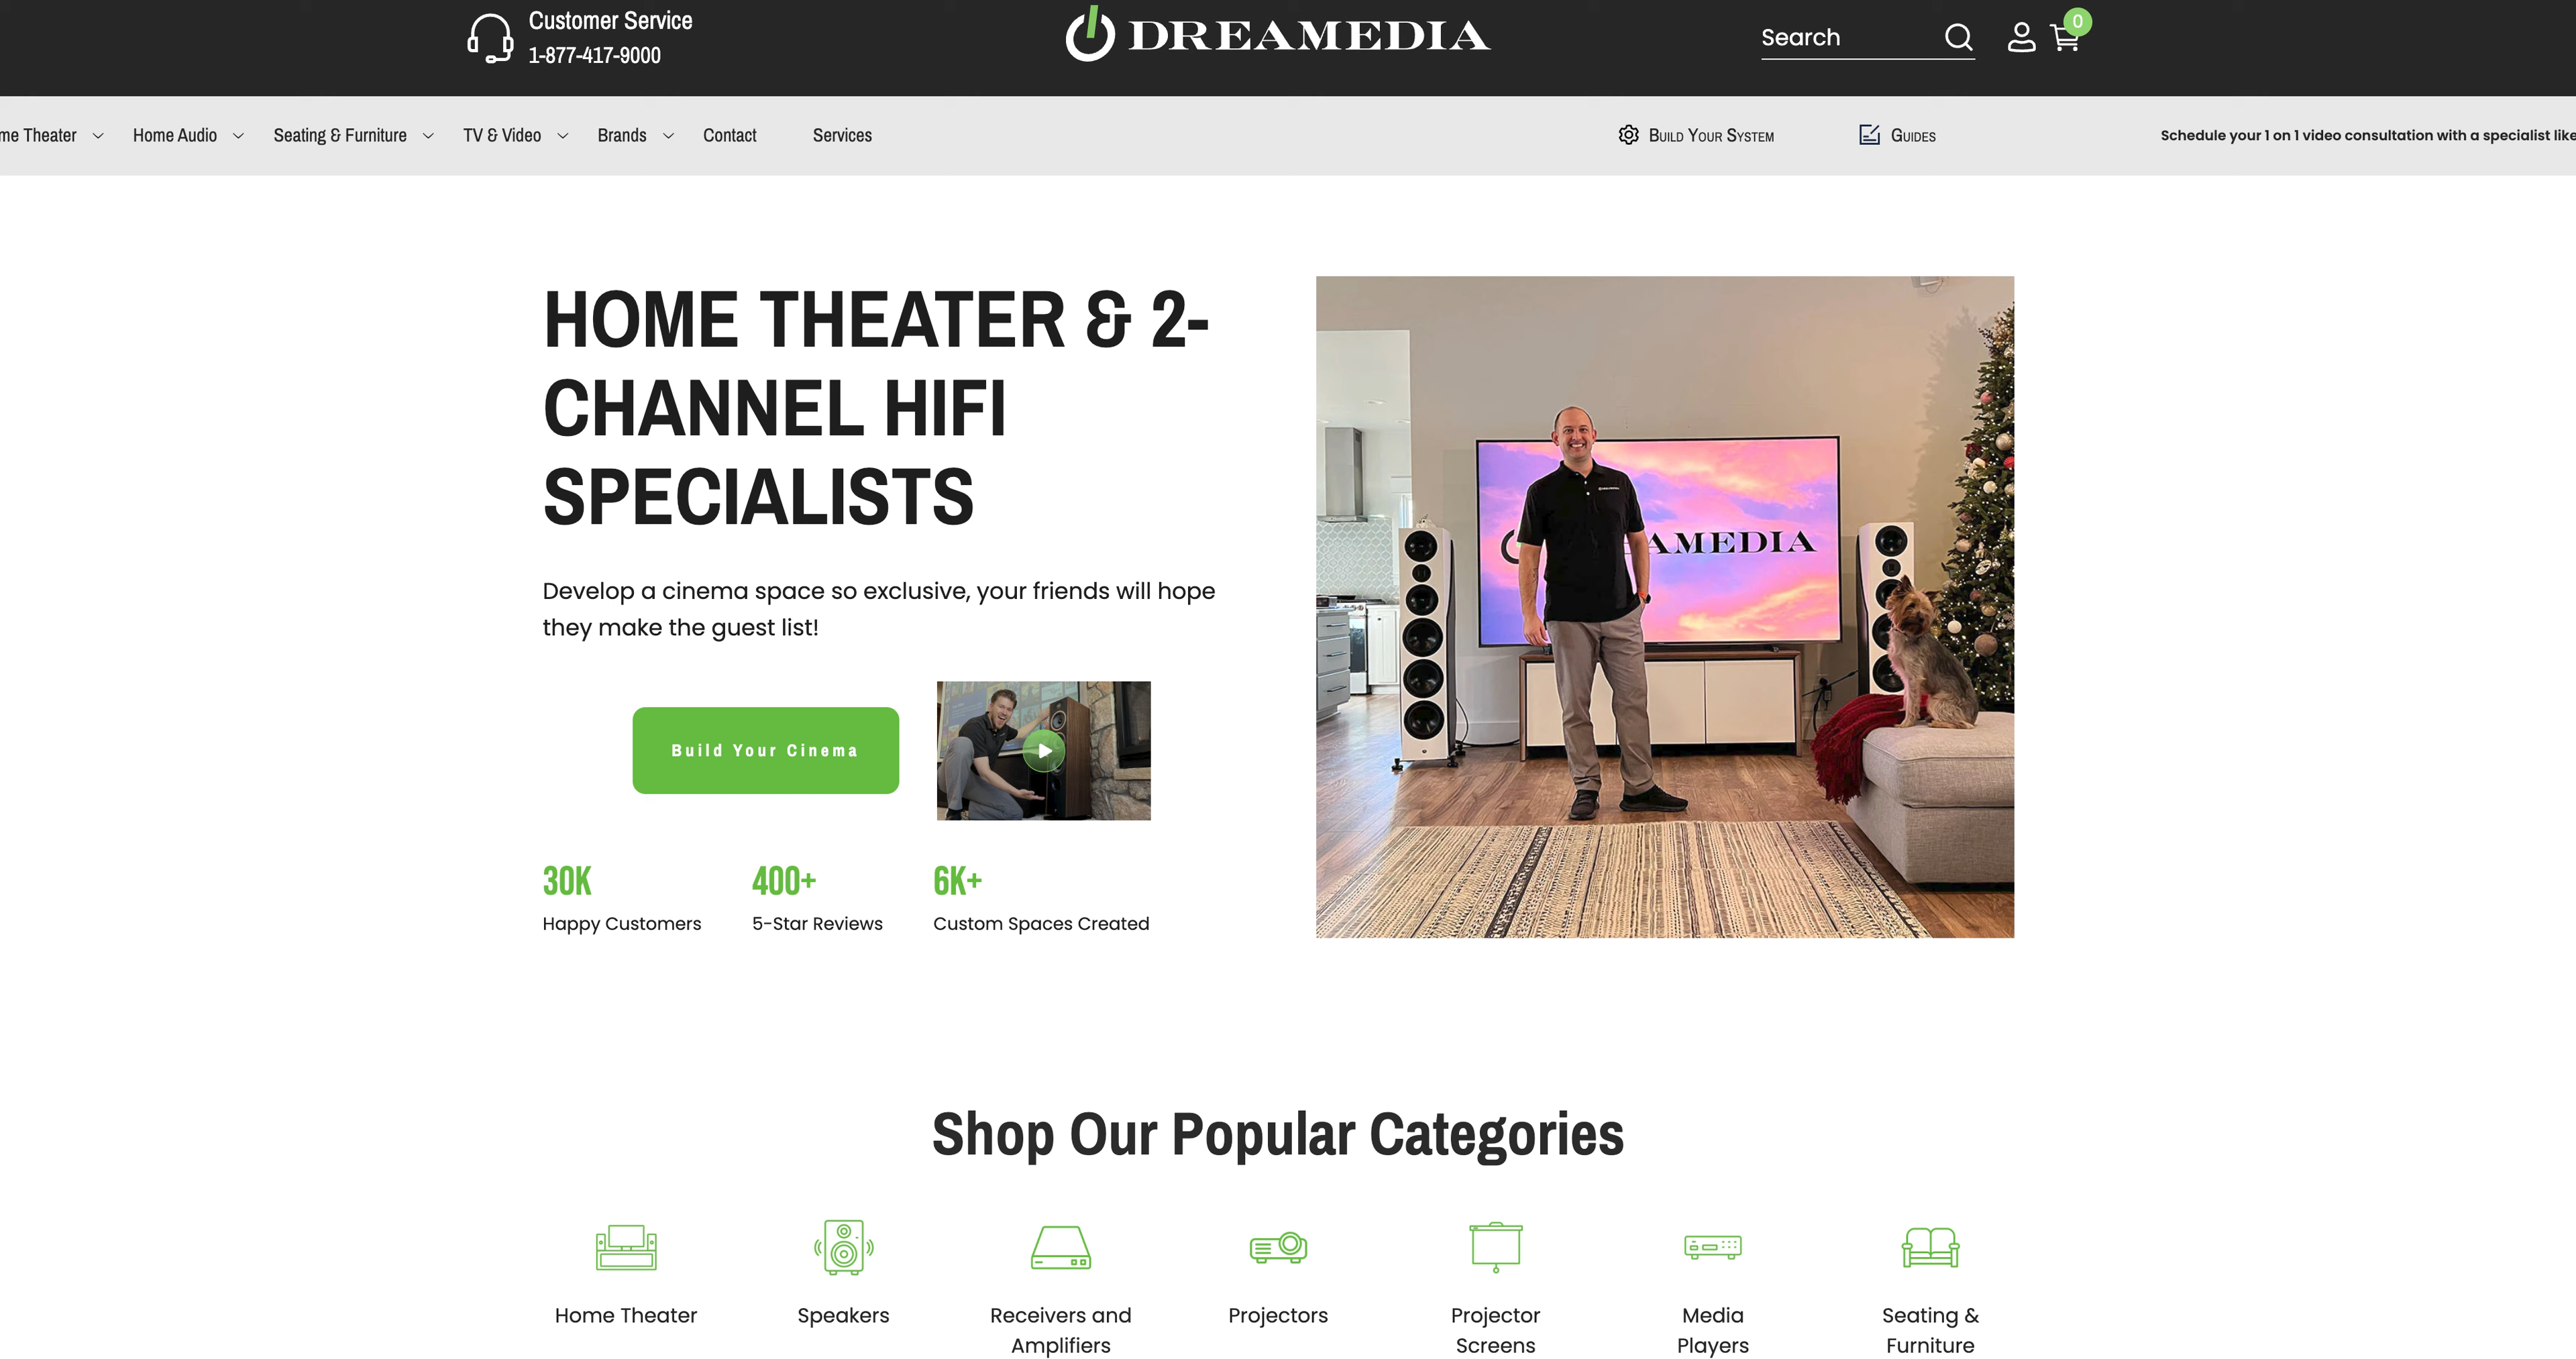 Customer Service
1-877-417-9000
DREAMEDIA
Search
0
me Theater
Home Audio
Seating & Furniture
TV & Video
Brands
Contact
Services
Build Your System
Guides
Schedule your 1 on 1 video consultation with a specialist like
HOME THEATER & 2-
CHANNEL HIFI
SPECIALISTS
Develop a cinema space so exclusive, your friends will hope
they make the guest list!
Build Your Cinema
30K
Happy Customers
400+
5-Star Reviews
6K+
Custom Spaces Created
AMEDIA
Shop Our Popular Categories
Home Theater
Speakers
Receivers and
Amplifiers
Projectors
Projector
Screens
Media
Players
Seating &
Furniture